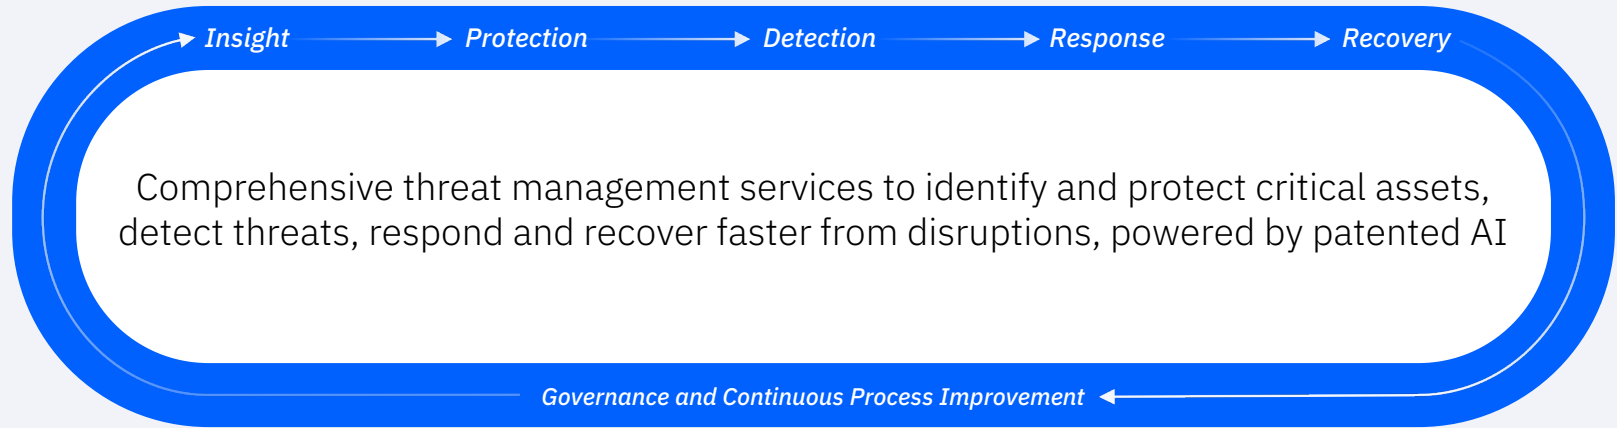 Insight Protection Detection Response Recovery
Comprehensive threat management services to identify and protect critical assets,
detect threats, respond and recover faster from disruptions, powered by patented AI
Governance and Continuous Process Improvement